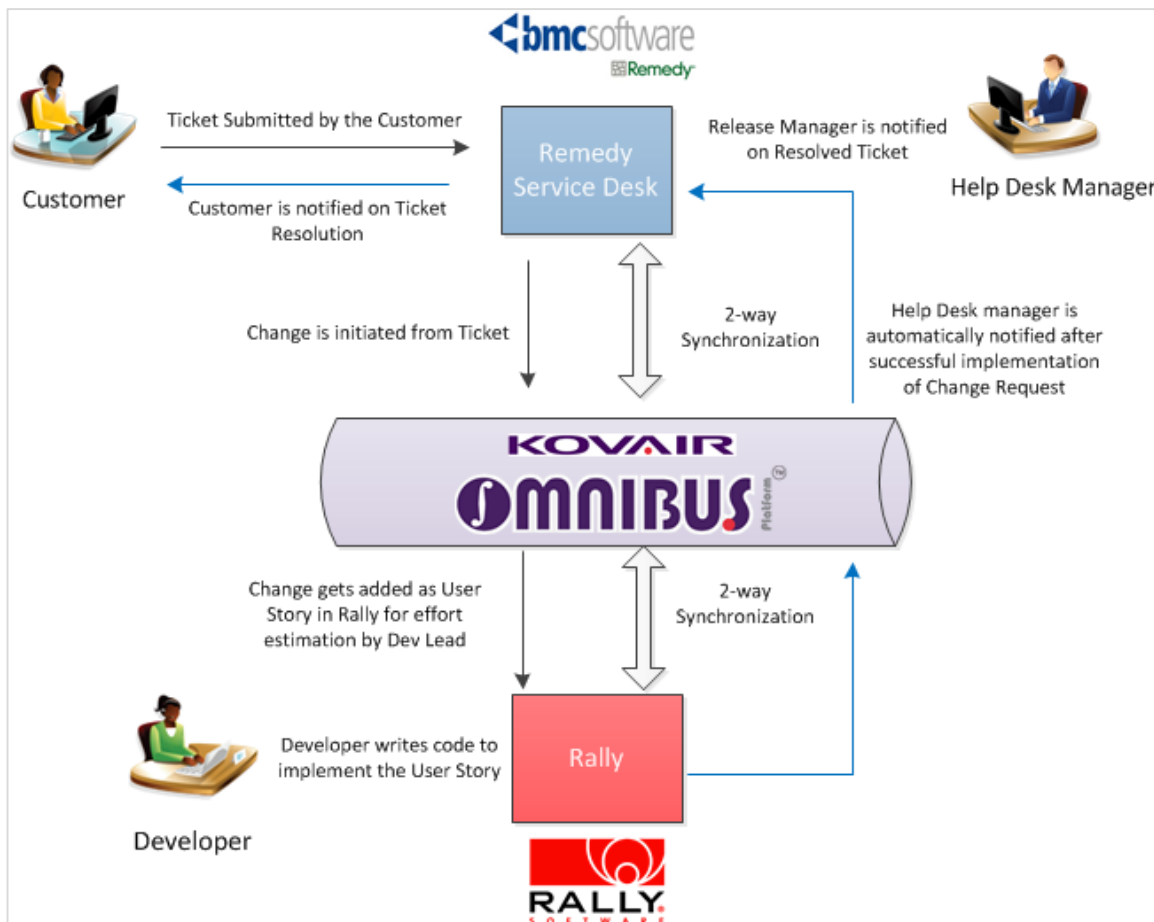 bmcsoftware
Remedy
Customer
Ticket Submitted by the Customer
Customer is notified on Ticket
Resolution
Remedy
Service Desk
Release Manager is notified
on Resolved Ticket
Help Desk Manager
Change is initiated from Ticket
2-way
Synchronization
Help Desk manager is
automatically notified after
successful implementation
of Change Request
KOVAIR
OMNIBUS
Platform
TM
Change gets added as User
Story in Rally for effort
estimation by Dev Lead
2-way
Synchronization
Developer
Developer writes code to
implement the User Story
Rally
RALLY
SOFTWARE